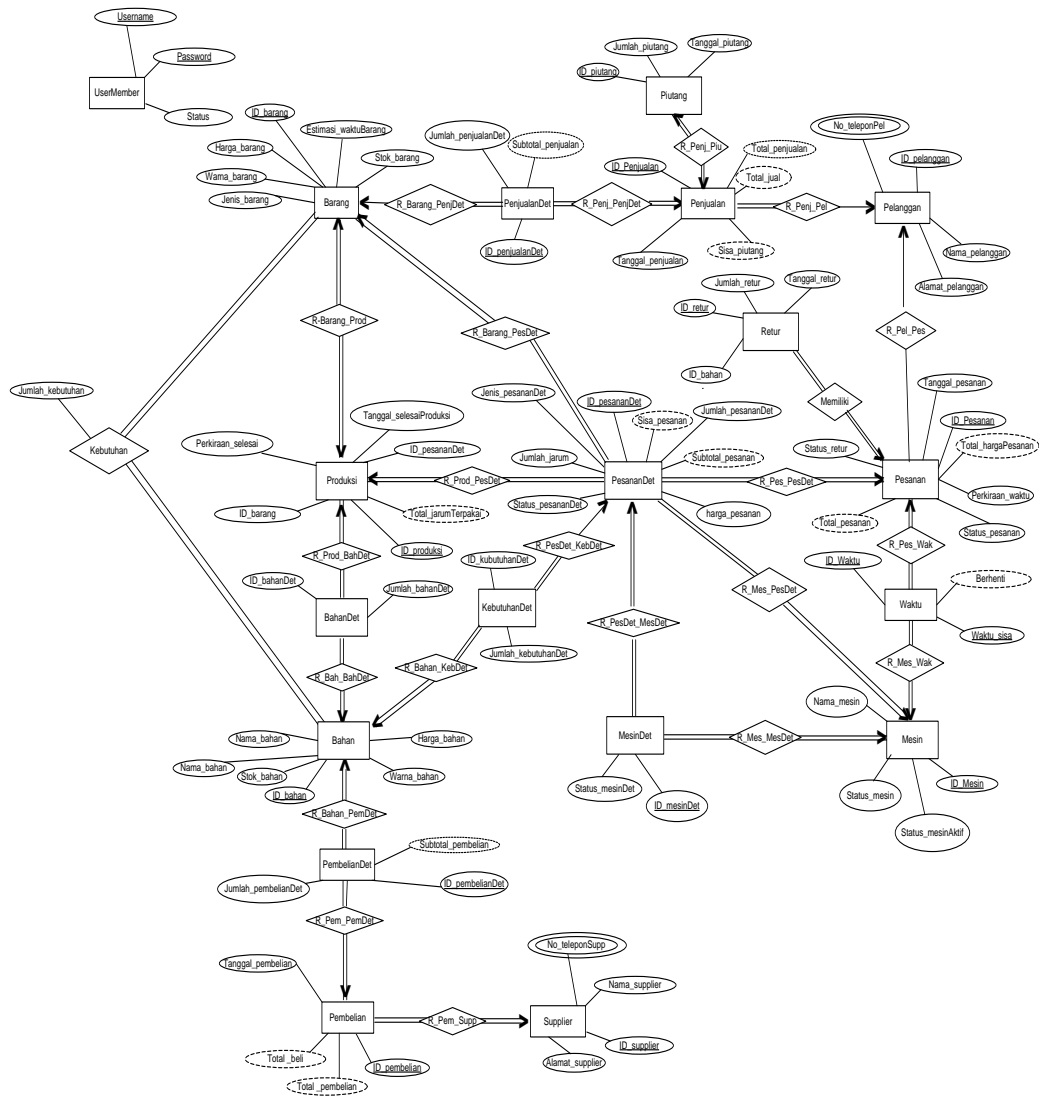 Username
Password
UserMember
Status
Jumlah_piutang
Tanggal_piutang
ID_piutang
Piutang
R_Penj_Piu
ID_barang
Estimasi_waktuBarang
Harga_barang
Stok_barang
Warna_barang
Jenis_barang
Barang
R_Barang_PenjDet
Jumlah_penjualanDet
Subtotal_penjualan
PenjualanDet
ID_penjualanDet
R_Penj_PenjDet
ID_Penjualan
Total_penjualan
Total_jual
Penjualan
Tanggal_penjualan
Sisa_piutang
R_Penj_Pel
No_teleponPel
ID_pelanggan
Pelanggan
Nama_pelanggan
Alamat_pelanggan
Jumlah_retur
Tanggal_retur
ID_retur
Retur
ID_bahan
R-Barang_Prod
R_Barang_PesDet
R_Pel_Pes
Memiliki
Jumlah_kebutuhan
Kebutuhan
Tanggal_selesaiProduksi
Perkiraan_selesai
ID_pesananDet
Produksi
ID_barang
Total_jarumTerpakai
ID_produksi
R_Prod_PesDet
Jenis_pesananDet
ID_pesananDet
Sisa_pesanan
Jumlah_pesananDet
Jumlah_jarum
Subtotal_pesanan
PesananDet
Status_pesananDet
harga_pesanan
R_Pes_PesDet
Tanggal_pesanan
ID_Pesanan
Total_hargaPesanan
Status_retur
Pesanan
Perkiraan_waktu
Total_pesanan
Status_pesanan
R_Prod_BahDet
R_PesDet_KebDet
R_Pes_Wak
ID_bahanDet
Jumlah_bahanDet
BahanDet
ID_kubutuhanDet
KebutuhanDet
Jumlah_kebutuhanDet
R_Mes_PesDet
ID_Waktu
Berhenti
Waktu
Waktu_sisa
R_PesDet_MesDet
R_Bah_BahDet
R_Bahan_KebDet
R_Mes_Wak
Nama_bahan
Harga_bahan
Bahan
Nama_bahan
Stok_bahan
Warna_bahan
ID_bahan
Nama_mesin
MesinDet
R_Mes_MesDet
Mesin
Status_mesinDet
ID_mesinDet
Status_mesin
ID_Mesin
Status_mesinAktif
R_Bahan_PemDet
Subtotal_pembelian
PembelianDet
Jumlah_pembelianDet
ID_pembelianDet
R_Pem_PemDet
Tanggal_pembelian
Pembelian
Total _beli
ID_pembelian
Total _pembelian
R_Pem_Supp
No_teleponSupp
Nama_supplier
Supplier
ID_supplier
Alamat_supplier